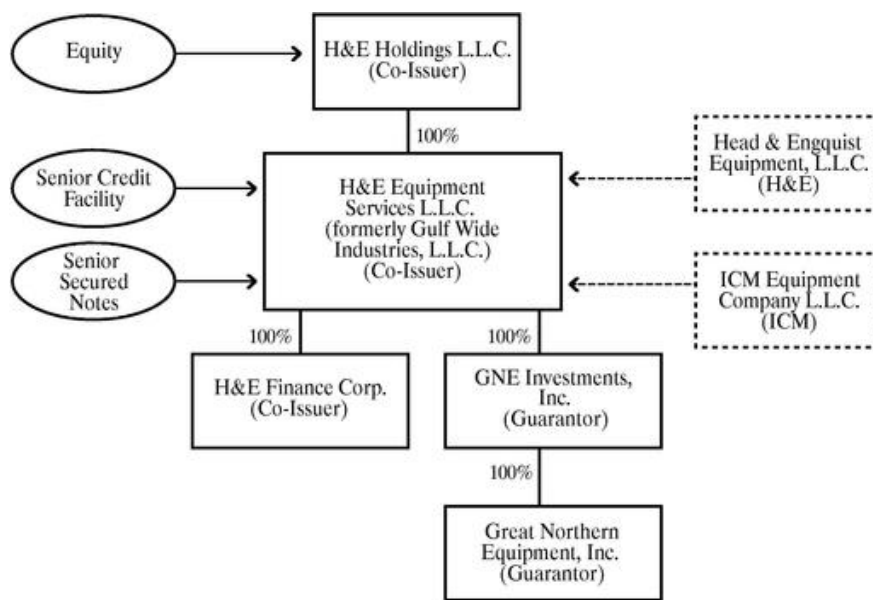 Equity
H&E Holdings L.L.C.
(Co-Issuer)
100%
Senior Credit
Facility
Senior
Secured
Notes
H&E Equipment
Services L.L.C.
(formerly Gulf Wide
Industries, L.L.C.)
(Co-Issuer)
Head & Engquist
Equipment, L.L.C.
(H&E)
ICM Equipment
Company L.L.C.
(ICM)
100%
100%
H&E Finance Corp.
(Co-Issuer)
GNE Investments,
Inc.
(Guarantor)
100%
Great Northern
Equipment, Inc.
(Guarantor)